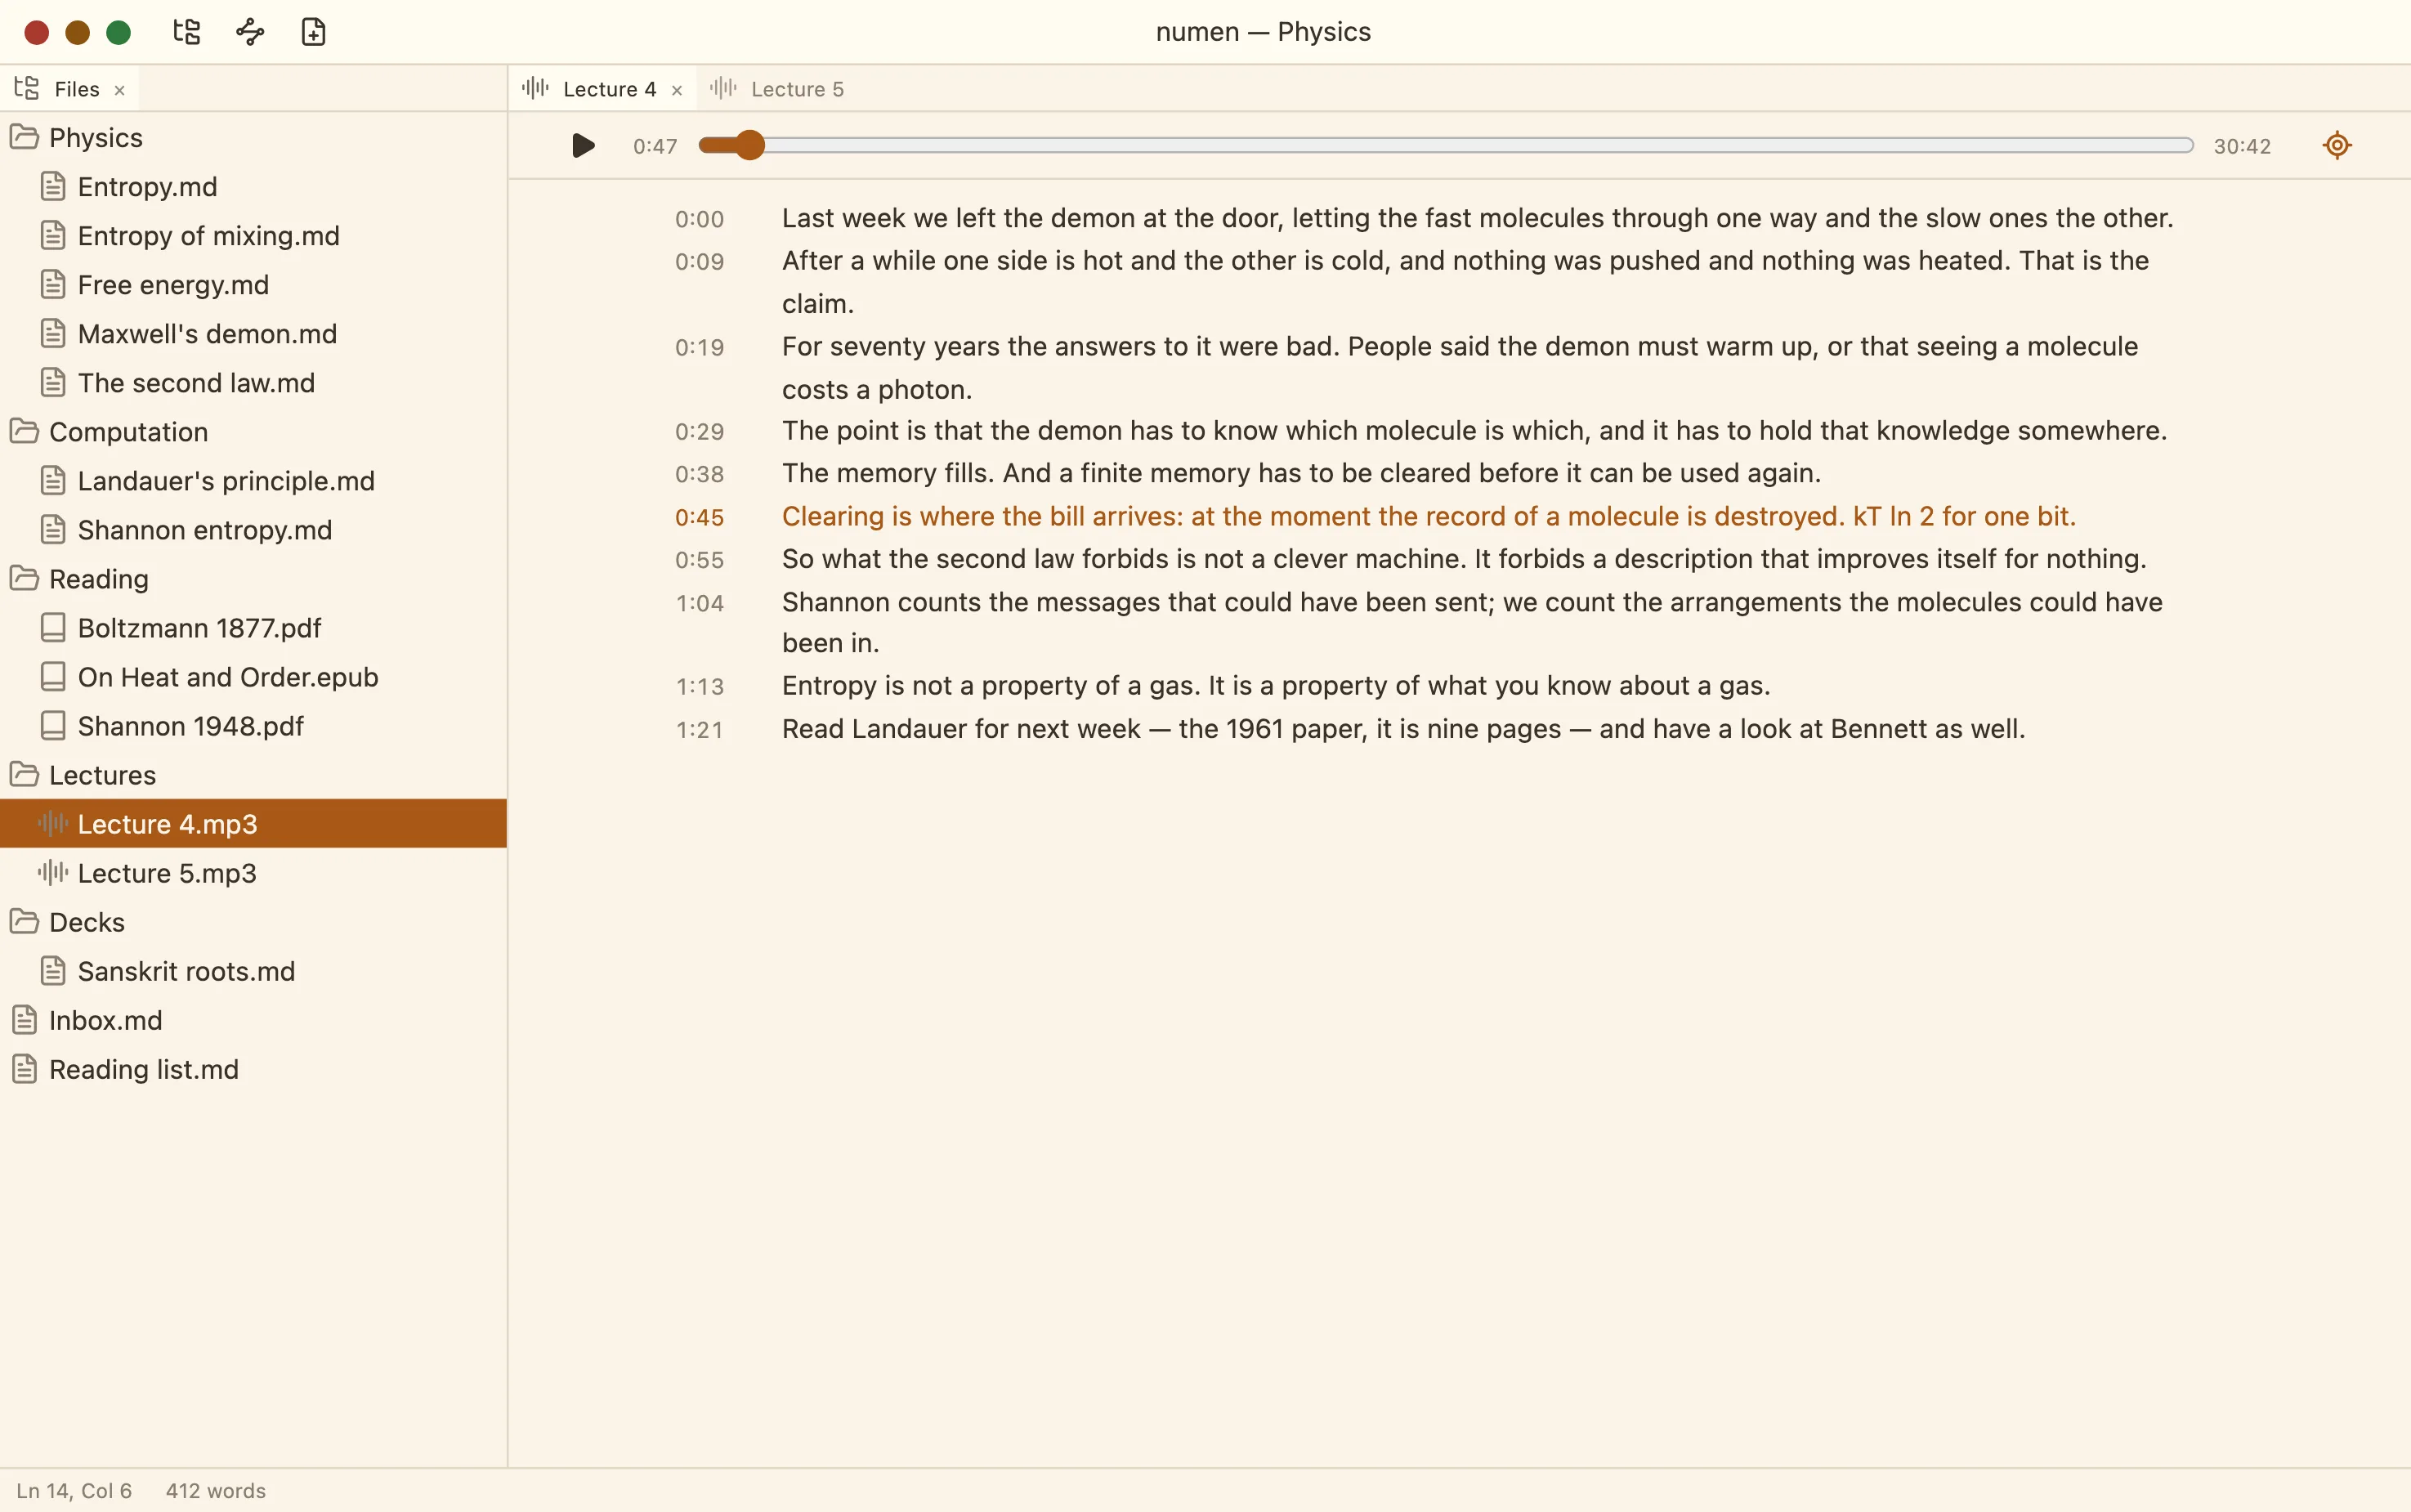 numen — Physics
Files ×
Lecture 4 ×
Lecture 5
Physics
Entropy.md
Entropy of mixing.md
Free energy.md
Maxwell's demon.md
The second law.md
Computation
Landauer's principle.md
Shannon entropy.md
Reading
Boltzmann 1877.pdf
On Heat and Order.epub
Shannon 1948.pdf
Lectures
Lecture 4.mp3
Lecture 5.mp3
Decks
Sanskrit roots.md
Inbox.md
Reading list.md
0:47
30:42
0:00 Last week we left the demon at the door, letting the fast molecules through one way and the slow ones the other.
0:09 After a while one side is hot and the other is cold, and nothing was pushed and nothing was heated. That is the
claim.
0:19 For seventy years the answers to it were bad. People said the demon must warm up, or that seeing a molecule
costs a photon.
0:29 The point is that the demon has to know which molecule is which, and it has to hold that knowledge somewhere.
0:38 The memory fills. And a finite memory has to be cleared before it can be used again.
0:45 Clearing is where the bill arrives: at the moment the record of a molecule is destroyed. kT ln 2 for one bit.
0:55 So what the second law forbids is not a clever machine. It forbids a description that improves itself for nothing.
1:04 Shannon counts the messages that could have been sent; we count the arrangements the molecules could have
been in.
1:13 Entropy is not a property of a gas. It is a property of what you know about a gas.
1:21 Read Landauer for next week — the 1961 paper, it is nine pages — and have a look at Bennett as well.
Ln 14, Col 6 412 words